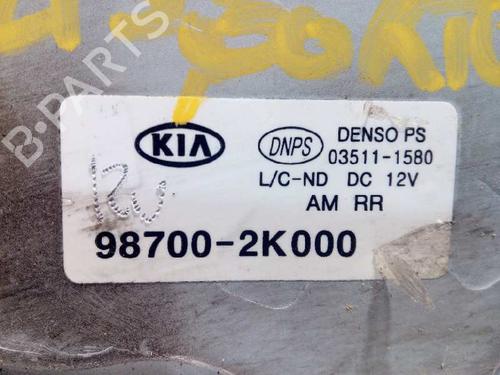 B-PARTS
KIA
DNPS
DENSO PS
03511-1580
L/C-ND DC 12V
AM RR
98700-2K000